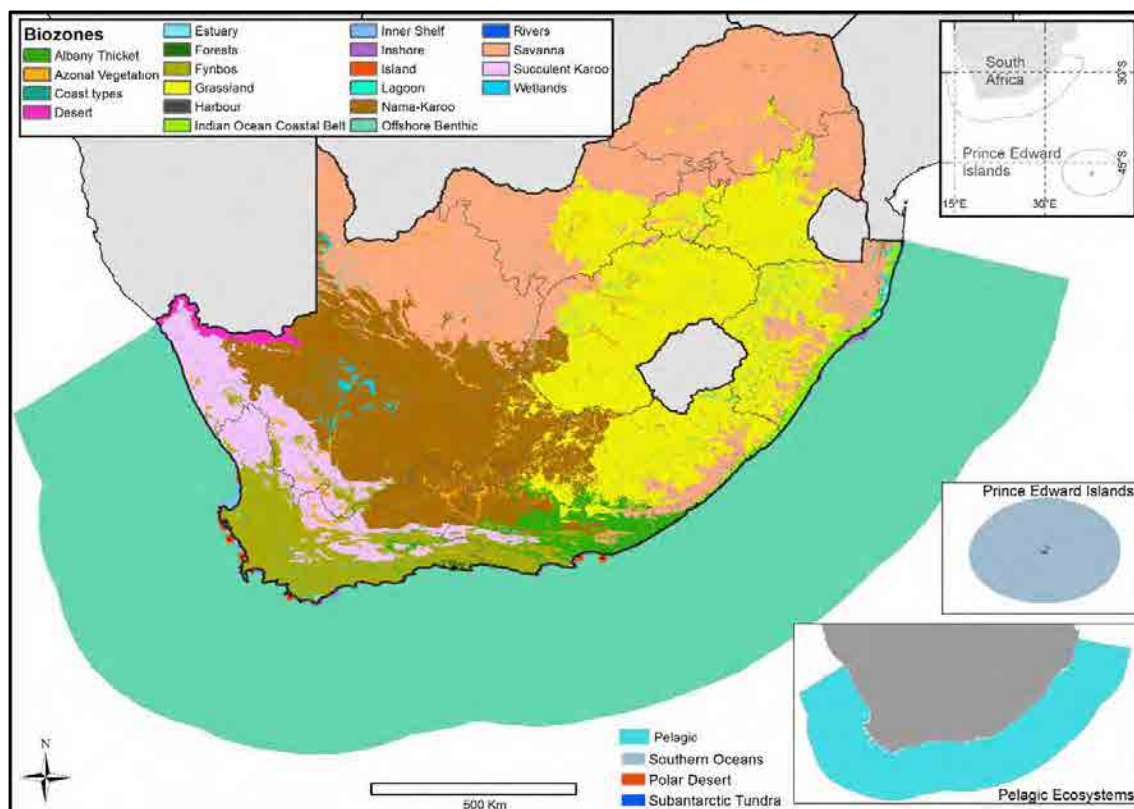 Biozones
Albany Thicket
Azonal Vegetation
Coast types
Desert
Estuary
Forests
Fynbos
Grassland
Harbour
Indian Ocean Coastal Belt
Inner Shelf
Inshore
Island
Lagoon
Nama-Karoo
Offshore Benthic
Rivers
Savanna
Succulent Karoo
Wetlands
South
Africa
30°S
Prince Edward
Islands
45°S
15°E
30°E
Prince Edward Islands
N
500 Km
Pelagic
Southern Oceans
Polar Desert
Subantarctic Tundra
Pelagic Ecosystems